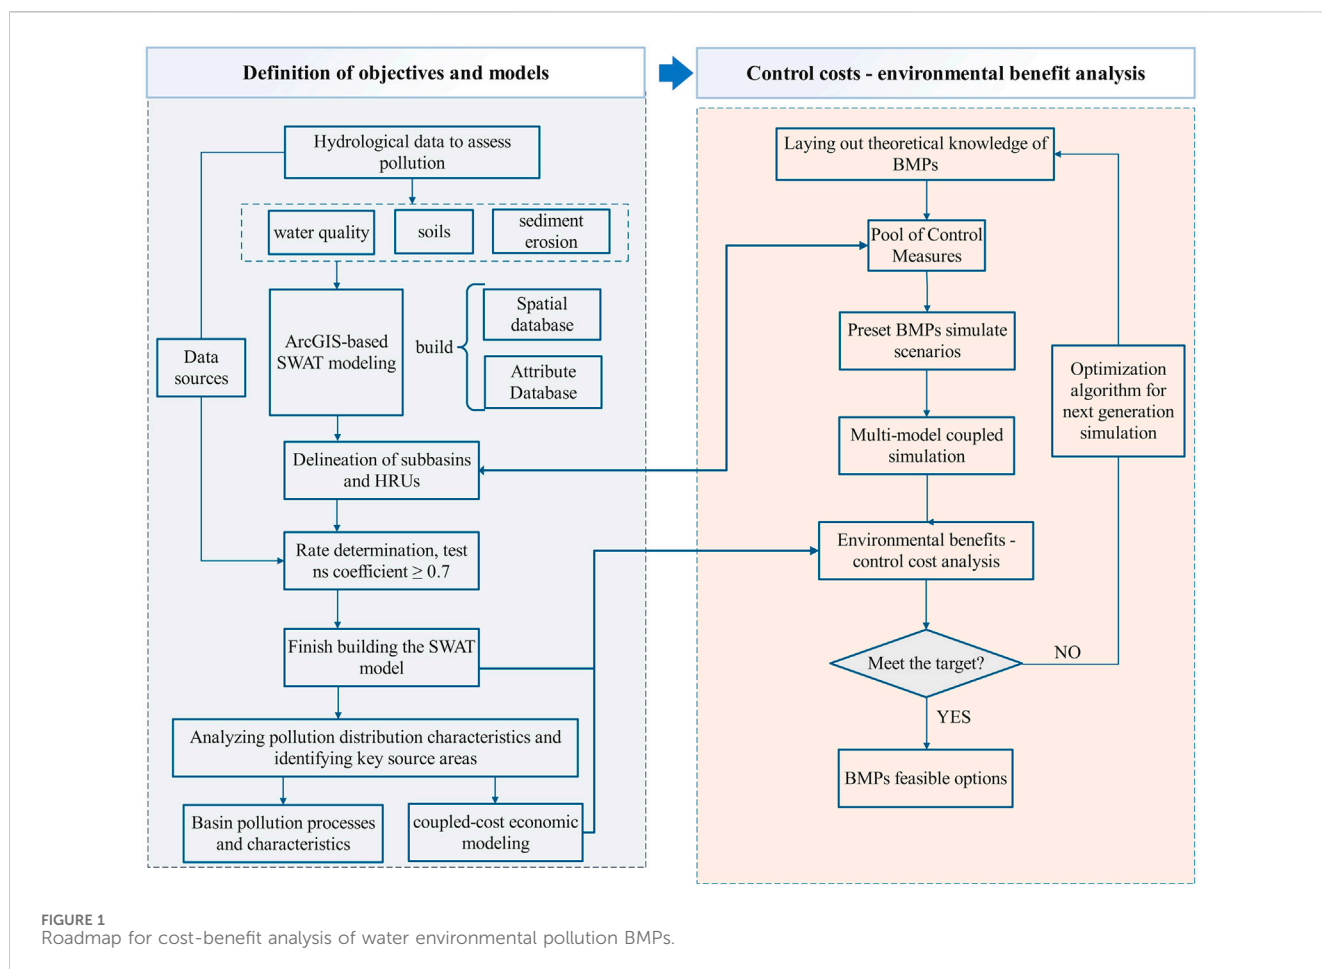 Definition of objectives and models
Control costs - environmental benefit analysis
Hydrological data to assess
pollution
water quality
soils
sediment
erosion
ArcGIS-based
SWAT modeling
build
Spatial
database
Attribute
Database
Data
sources
Delineation of subbasins
and HRUs
Rate determination, test
ns coefficient ≥ 0.7
Finish building the SWAT
model
Analyzing pollution distribution characteristics and
identifying key source areas
Basin pollution processes
and characteristics
coupled-cost economic
modeling
Laying out theoretical knowledge of
BMPs
Pool of Control
Measures
Preset BMPs simulate
scenarios
Multi-model coupled
simulation
Environmental benefits -
control cost analysis
Meet the target?
NO
YES
Optimization
algorithm for
next generation
simulation
BMPs feasible options
FIGURE 1
Roadmap for cost-benefit analysis of water environmental pollution BMPs.